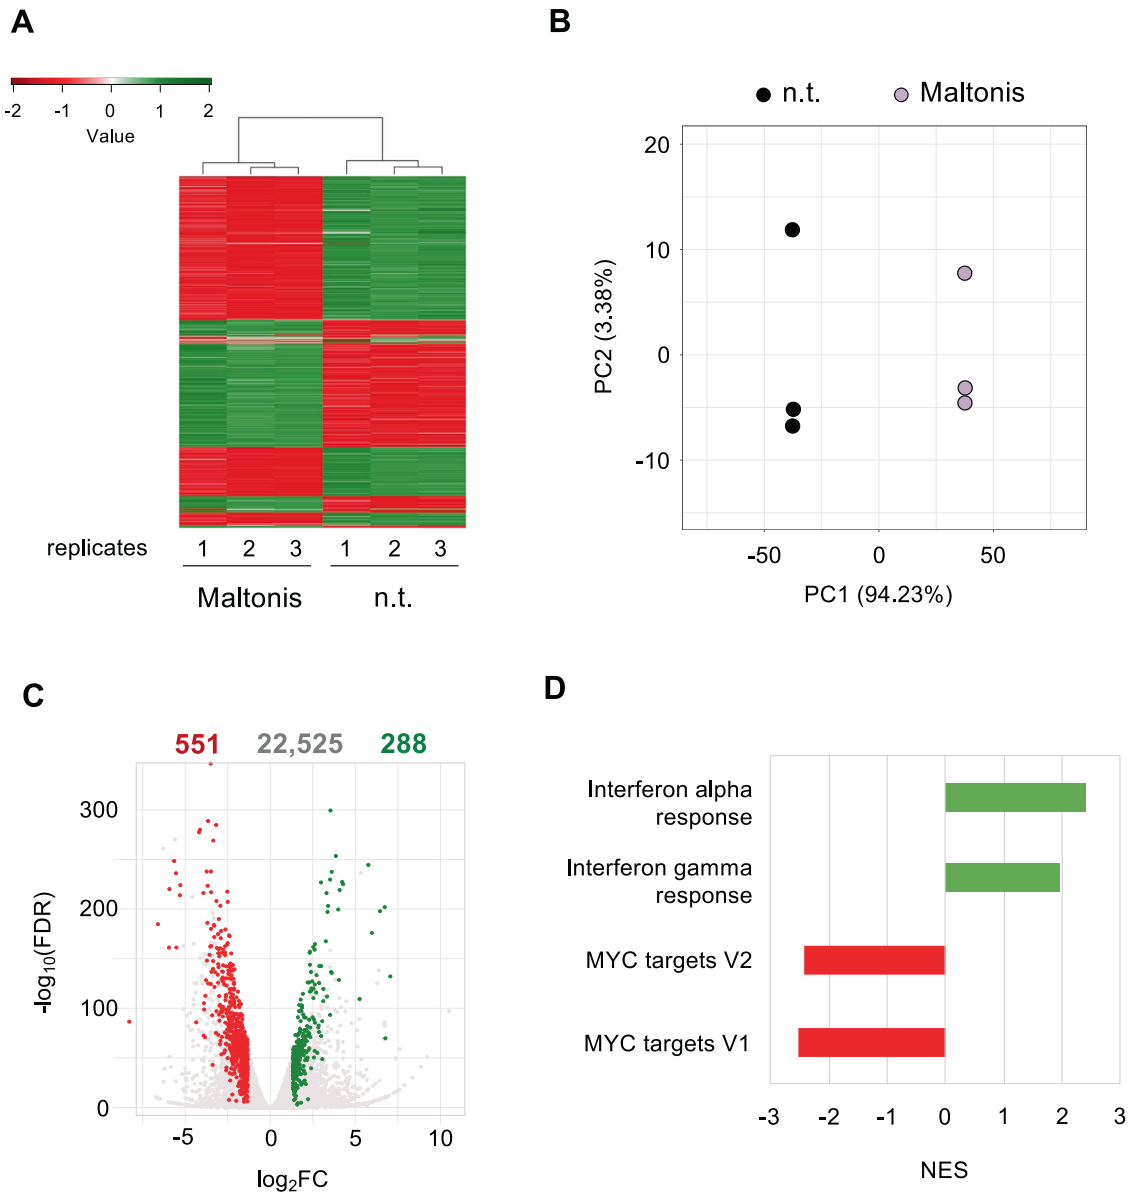 A
-2 -1 0 1 2
Value
replicates 1 2 3 1 2 3
Maltonis n.t.
B
n.t. Maltonis
20
10
0
-10
PC2 (3.38%)
-50 0 50
PC1 (94.23%)
C
551 22,525 288
300
200
100
0
-log10(FDR)
-5 0 5 10
log2FC
D
Interferon alpha
response
Interferon gamma
response
MYC targets V2
MYC targets V1
-3 -2 -1 0 1 2 3
NES